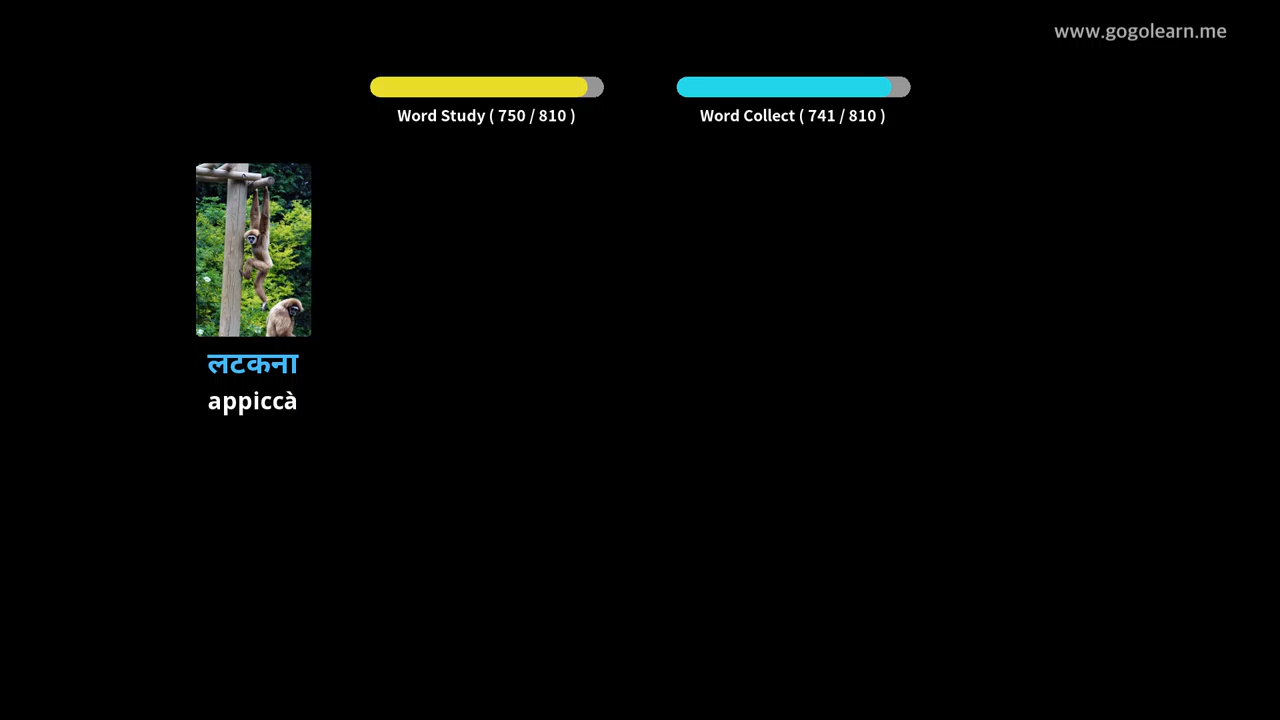 www.gogolearn.me
Word Study ( 750 / 810 )
Word Collect ( 741 / 810 )
लटकना
appiccà